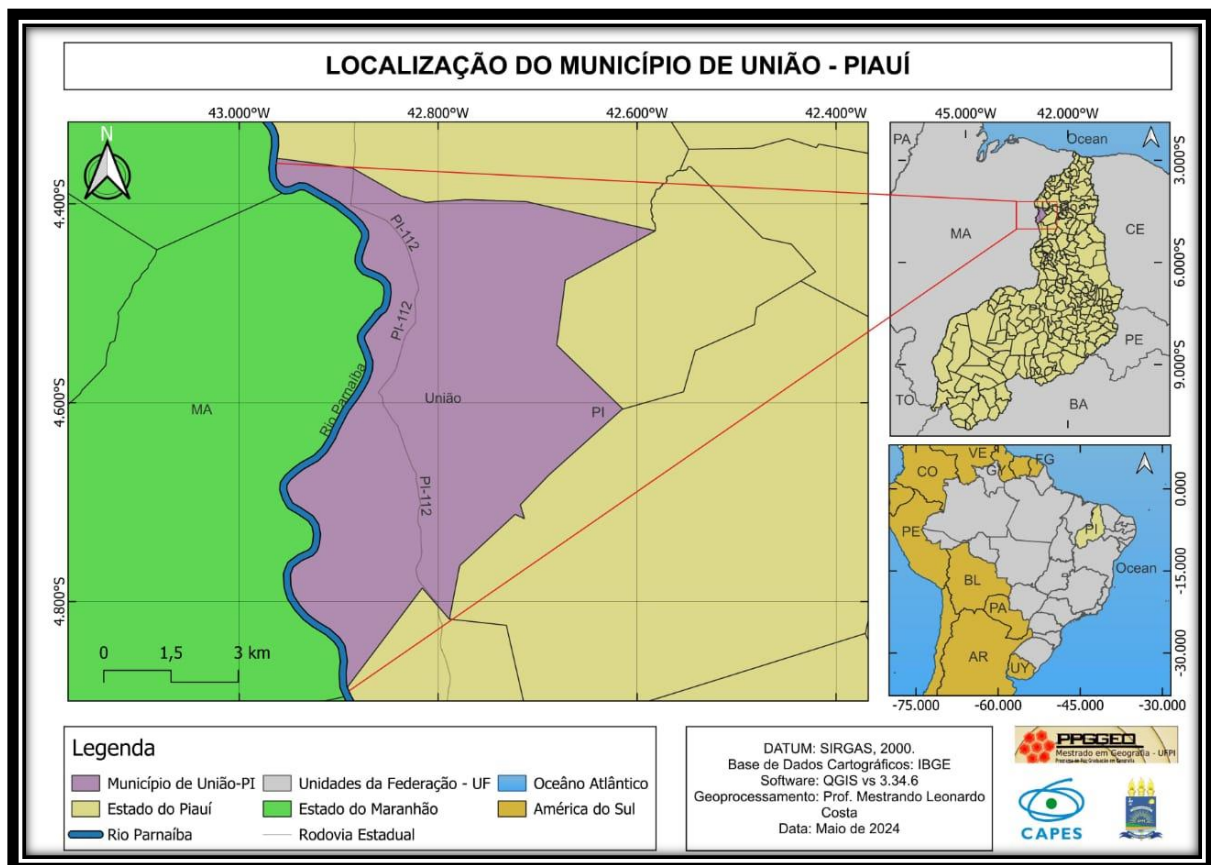 LOCALIZAÇÃO DO MUNICÍPIO DE UNIÃO - PIAUÍ
43.000°W 42.800°W 42.600°W 42.400°W
4.400°S
4.600°S
4.800°S
N
PI-112
PI-112
Rio Parnaíba
União
MA
PI
PI-112
0 1,5 3 km
45.000°W 42.000°W
PA
Ocean
3.000°S
MA
CE
6.000°S
PE
9.000°S
TO
BA
VE
FG
CO
GY
0.000
PE
PI
Ocean
-15.000
BL
PA
AR
UY
-30.000
-75.000 -60.000 -45.000 -30.000
Legenda
Município de União-PI
Unidades da Federação - UF
Oceâno Atlântico
Estado do Piauí
Estado do Maranhão
América do Sul
Rio Parnaíba
Rodovia Estadual
DATUM: SIRGAS, 2000.
Base de Dados Cartográficos: IBGE
Software: QGIS vs 3.34.6
Geoprocessamento: Prof. Mestrando Leonardo
Costa
Data: Maio de 2024
PPGGEO
Mestrado em Geografia - UFPI
CAPES